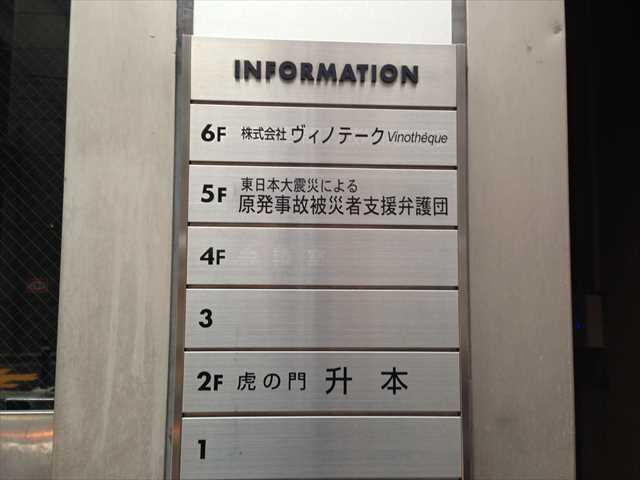 INFORMATION
6F 株式会社 ヴィノテーク Vinothéque
5F 東日本大震災による
原発事故被災者支援弁護団
4F
3
2F 虎の門 升本
1